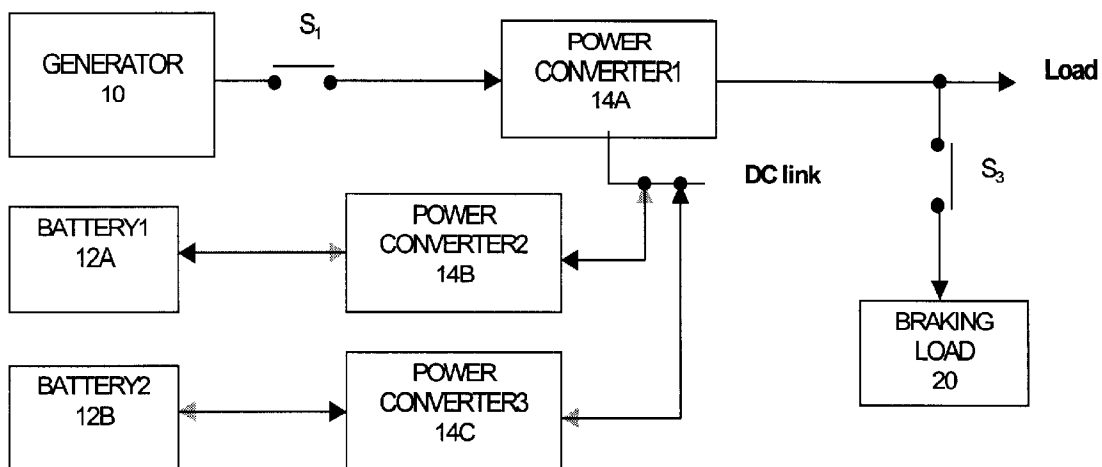 GENERATOR
10
S1
POWER
CONVERTER1
14A
Load
DC link
S3
BATTERY1
12A
POWER
CONVERTER2
14B
BRAKING
LOAD
20
BATTERY2
12B
POWER
CONVERTER3
14C